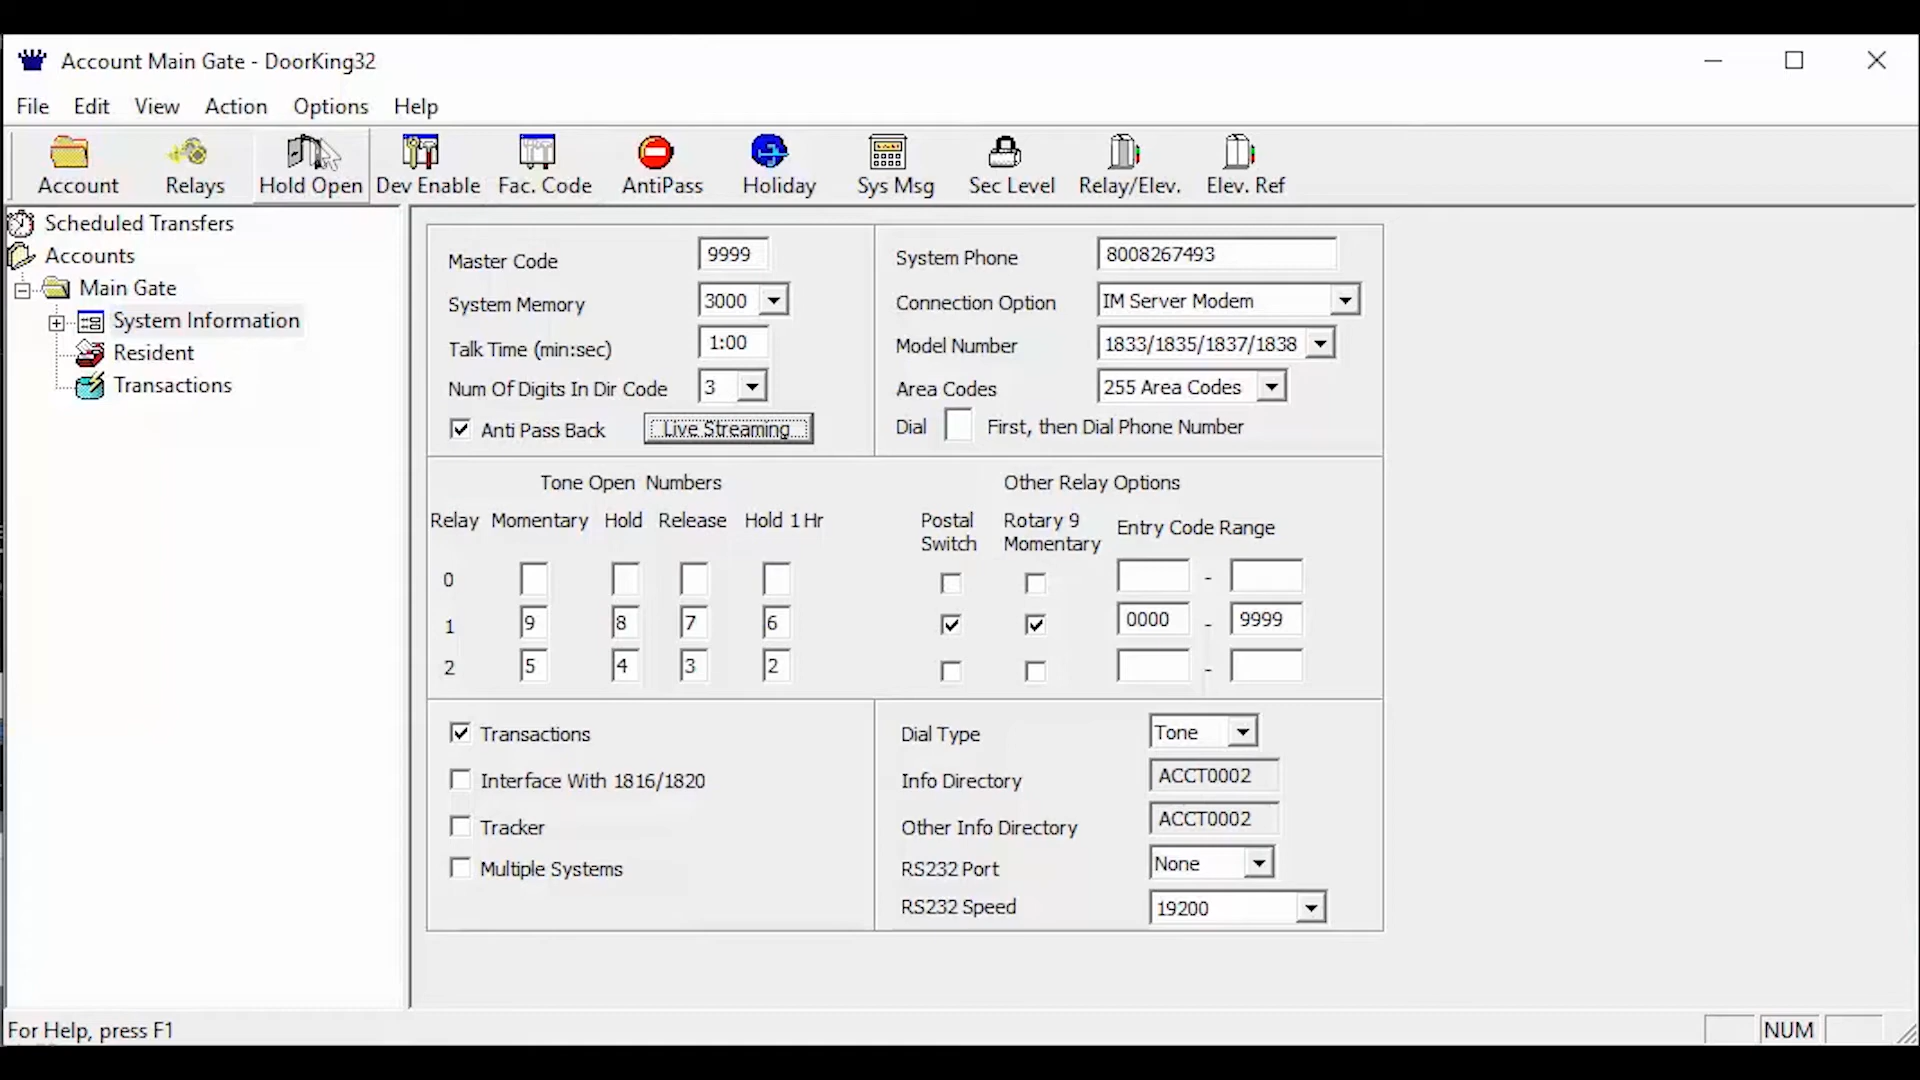 Account Main Gate - DoorKing32
File Edit View Action Options Help
Account Relays Hold Open Dev Enable Fac. Code AntiPass Holiday Sys Msg Sec Level Relay/Elev. Elev. Ref
Scheduled Transfers
Accounts
Main Gate
System Information
Resident
Transactions
Master Code 9999
System Memory 3000
Talk Time (min:sec) 1:00
Num Of Digits In Dir Code 3
Anti Pass Back Live Streaming
System Phone 8008267493
Connection Option IM Server Modem
Model Number 1833/1835/1837/1838
Area Codes 255 Area Codes
Dial First, then Dial Phone Number
Tone Open Numbers
Relay Momentary Hold Release Hold 1 Hr
0
1 9 8 7 6
2 5 4 3 2
Other Relay Options
Postal Switch Rotary 9 Momentary Entry Code Range
-
0000 - 9999
-
Transactions
Interface With 1816/1820
Tracker
Multiple Systems
Dial Type Tone
Info Directory ACCT0002
Other Info Directory ACCT0002
RS232 Port None
RS232 Speed 19200
For Help, press F1
NUM